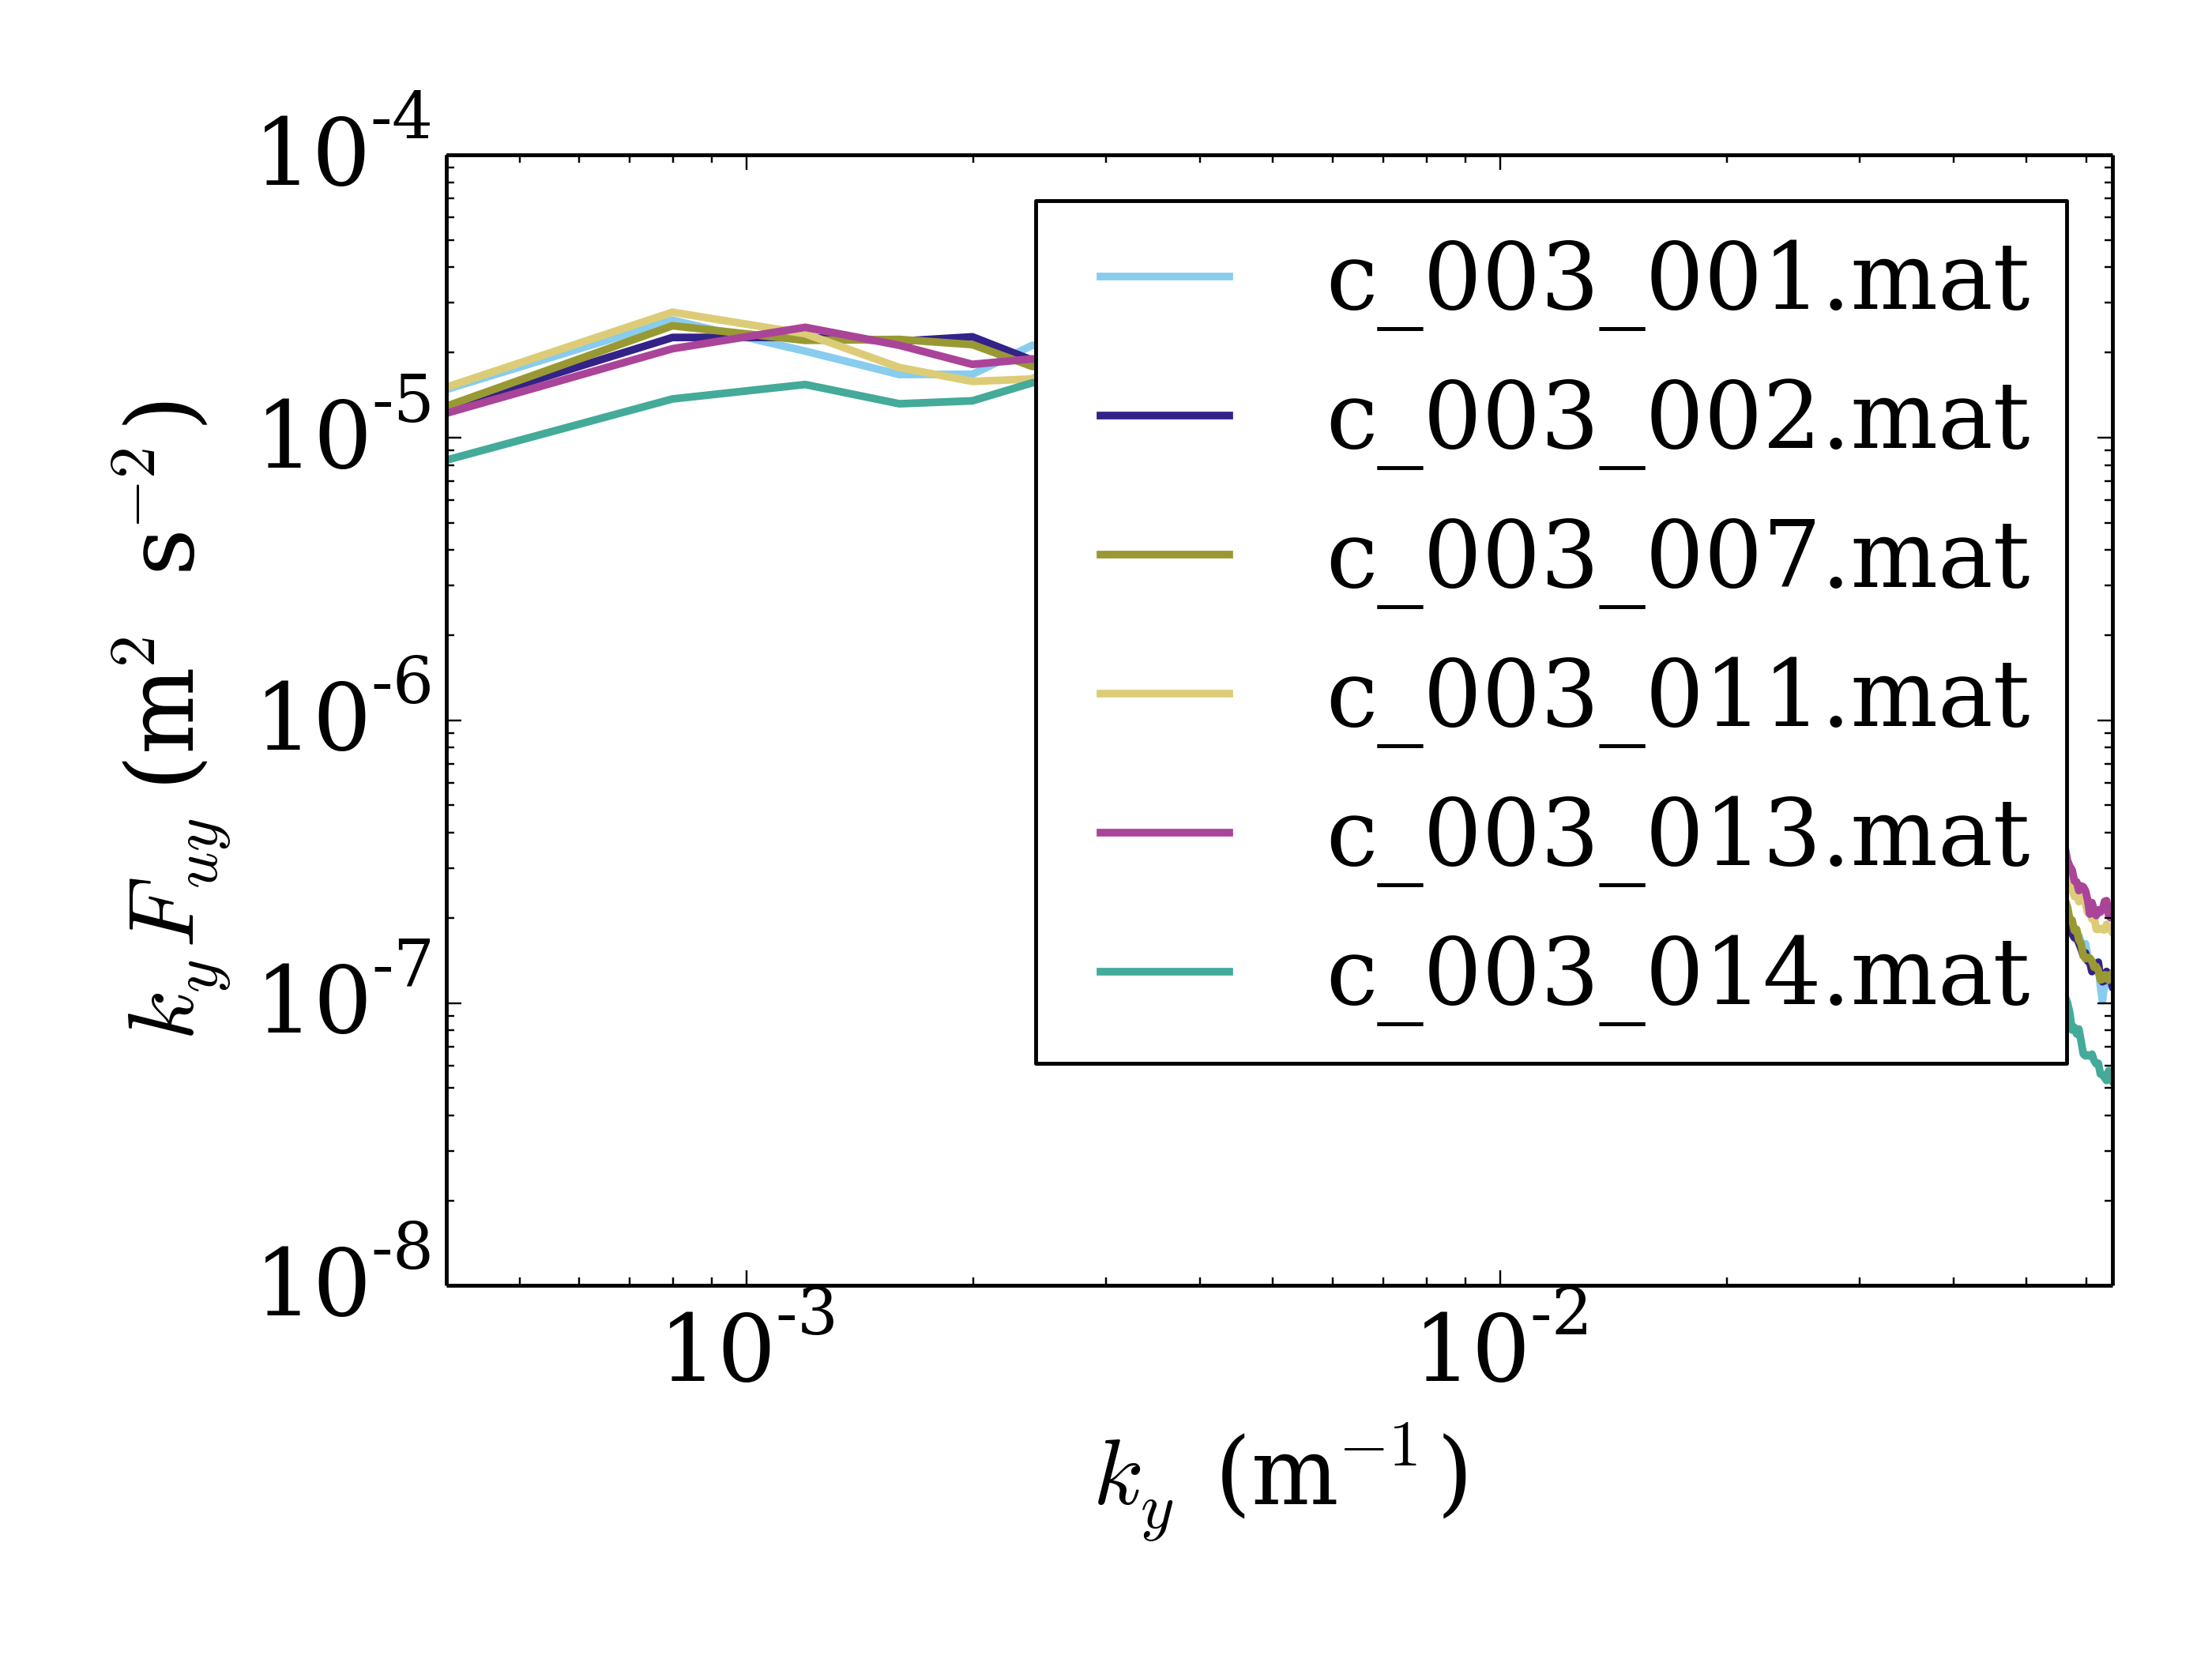 10^-4
10^-5
10^-6
10^-7
10^-8
k_y F_uy (m^2 s^−2)
c_003_001.mat
c_003_002.mat
c_003_007.mat
c_003_011.mat
c_003_013.mat
c_003_014.mat
10^-3
10^-2
k_y (m^−1)